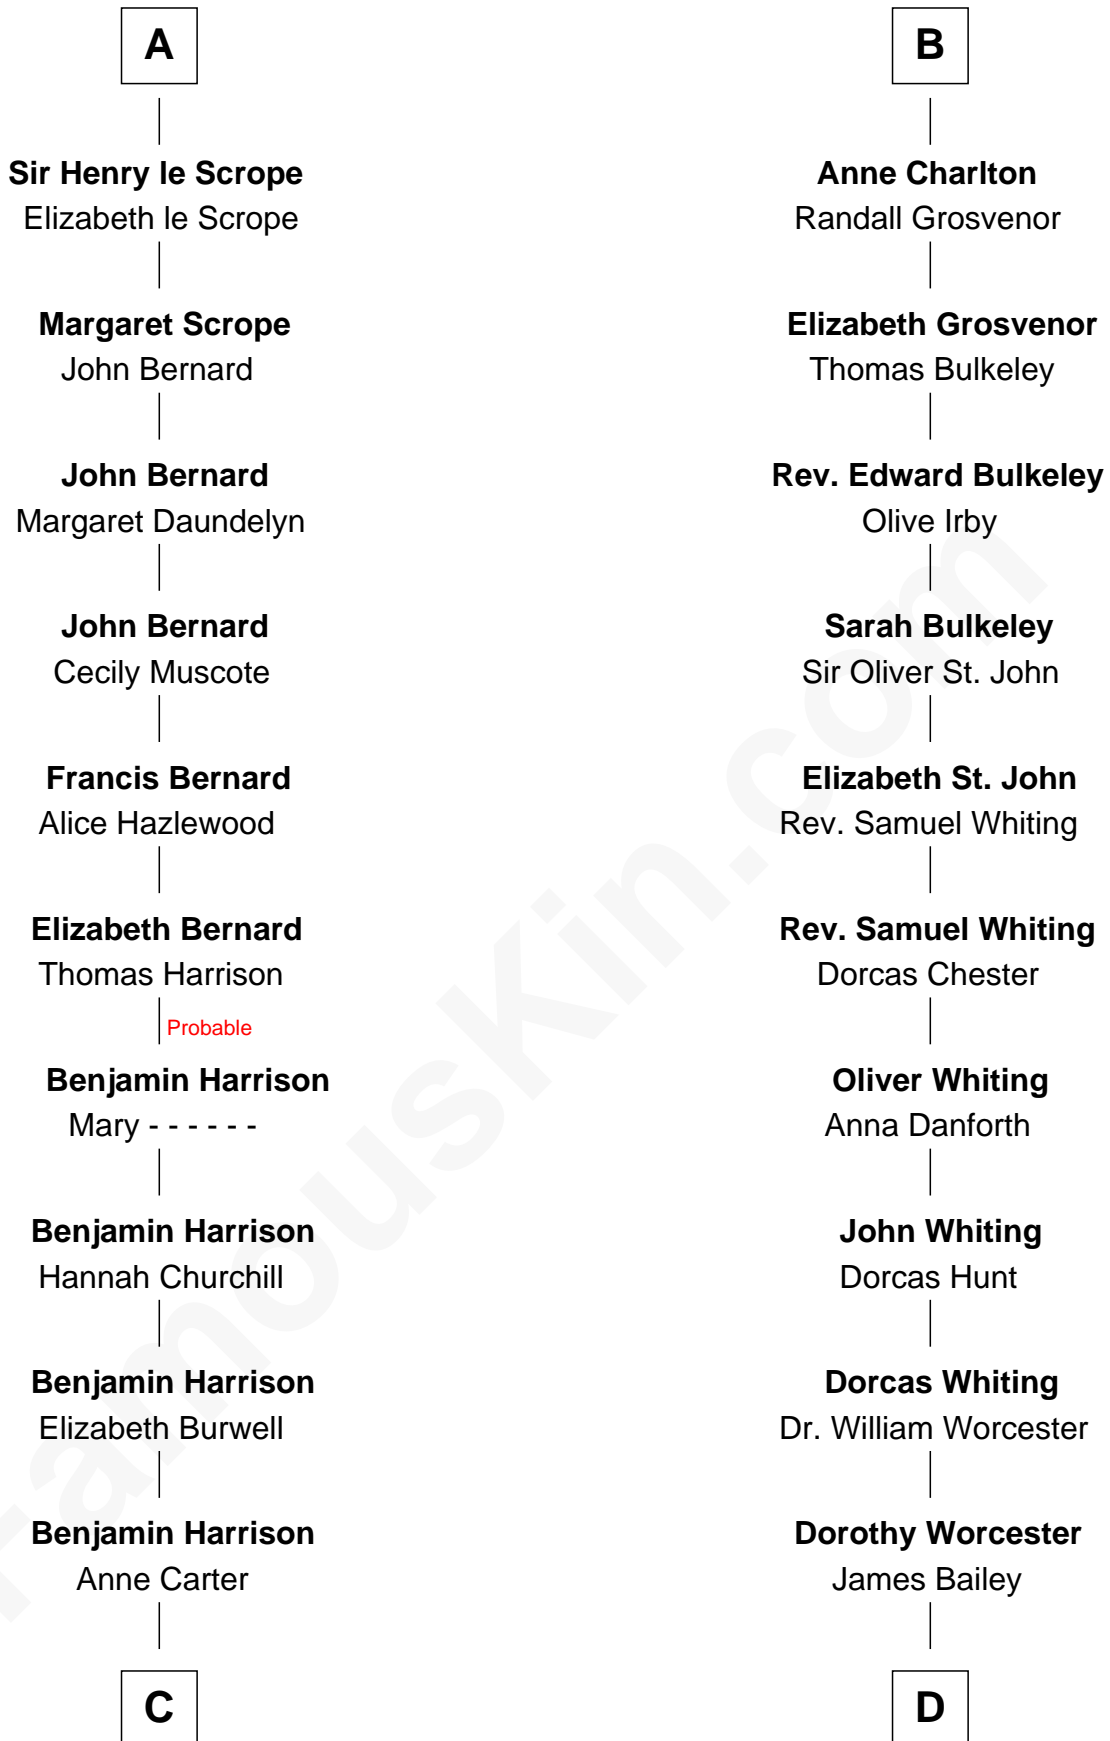 A
Sir Henry le Scrope
Elizabeth le Scrope
Margaret Scrope
John Bernard
John Bernard
Margaret Daundelyn
John Bernard
Cecily Muscote
Francis Bernard
Alice Hazlewood
Elizabeth Bernard
Thomas Harrison
Probable
Benjamin Harrison
Mary - - - - - -
Benjamin Harrison
Hannah Churchill
Benjamin Harrison
Elizabeth Burwell
Benjamin Harrison
Anne Carter
C
B
Anne Charlton
Randall Grosvenor
Elizabeth Grosvenor
Thomas Bulkeley
Rev. Edward Bulkeley
Olive Irby
Sarah Bulkeley
Sir Oliver St. John
Elizabeth St. John
Rev. Samuel Whiting
Rev. Samuel Whiting
Dorcas Chester
Oliver Whiting
Anna Danforth
John Whiting
Dorcas Hunt
Dorcas Whiting
Dr. William Worcester
Dorothy Worcester
James Bailey
D
FamousKin.com